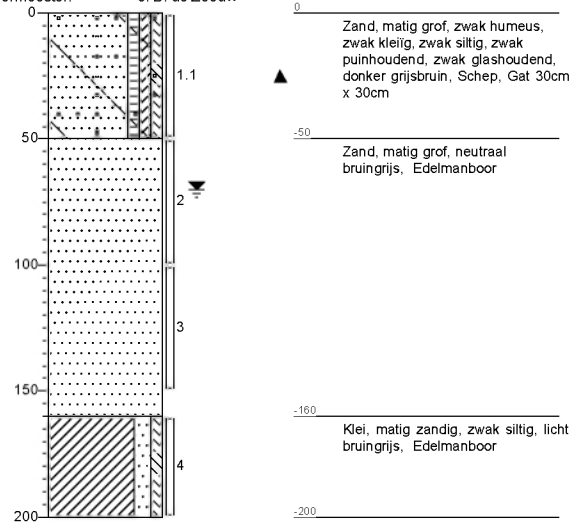 0
50
100
150
200
1.1
2
3
4
0
Zand, matig grof, zwak humeus,
zwak kleiïg, zwak siltig, zwak
puinhoudend, zwak glashoudend,
donker grijsbruin, Schep, Gat 30cm
x 30cm
-50
Zand, matig grof, neutraal
bruingrijs, Edelmanboor
-160
Klei, matig zandig, zwak siltig, licht
bruingrijs, Edelmanboor
-200